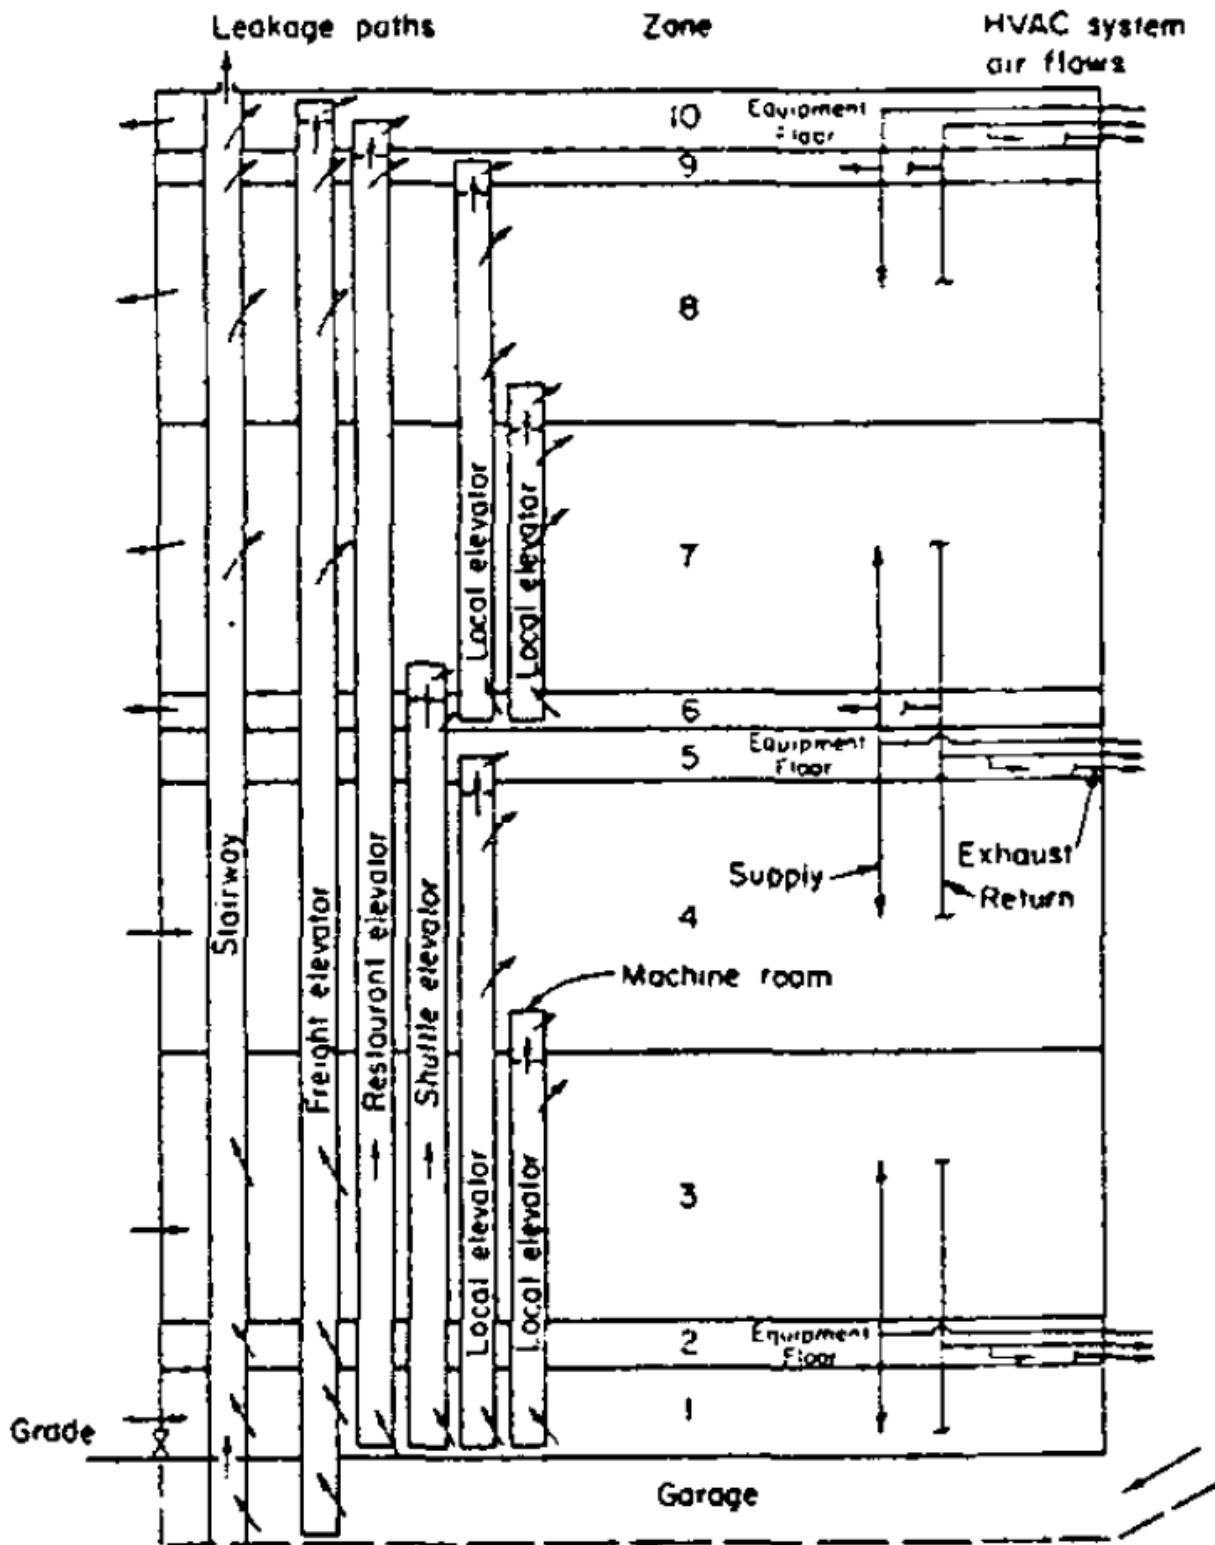 Leakage paths
Zone
HVAC system
air flows
10
Equipment
Floor
9
8
7
6
5
Equipment
Floor
Exhaust
Supply
Return
4
Machine room
3
2
Equipment
Floor
1
Grade
Garage
Stairway
Freight elevator
Restaurant elevator
Shuttle elevator
Local elevator
Local elevator
Local elevator
Local elevator